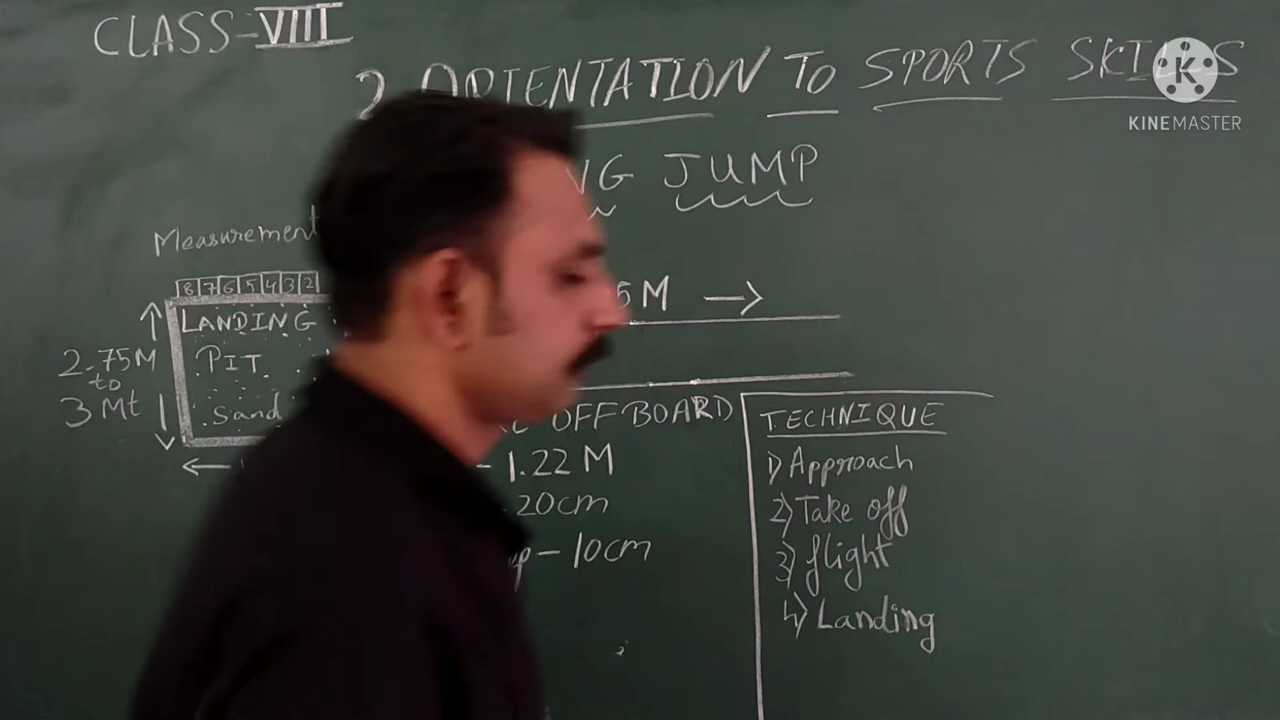 CLASS-VIII
2 ORIENTATION TO SPORTS SKILLS
KINEMASTER
JUMP
Measurement
8 7 6 5 4 3 2
5M →
LANDING
PIT
Sand
2.75M
to
3 Mt
OFF BOARD
- 1.22 M
20cm
- 10cm
TECHNIQUE
1) Approach
2) Take off
3) flight
4) Landing